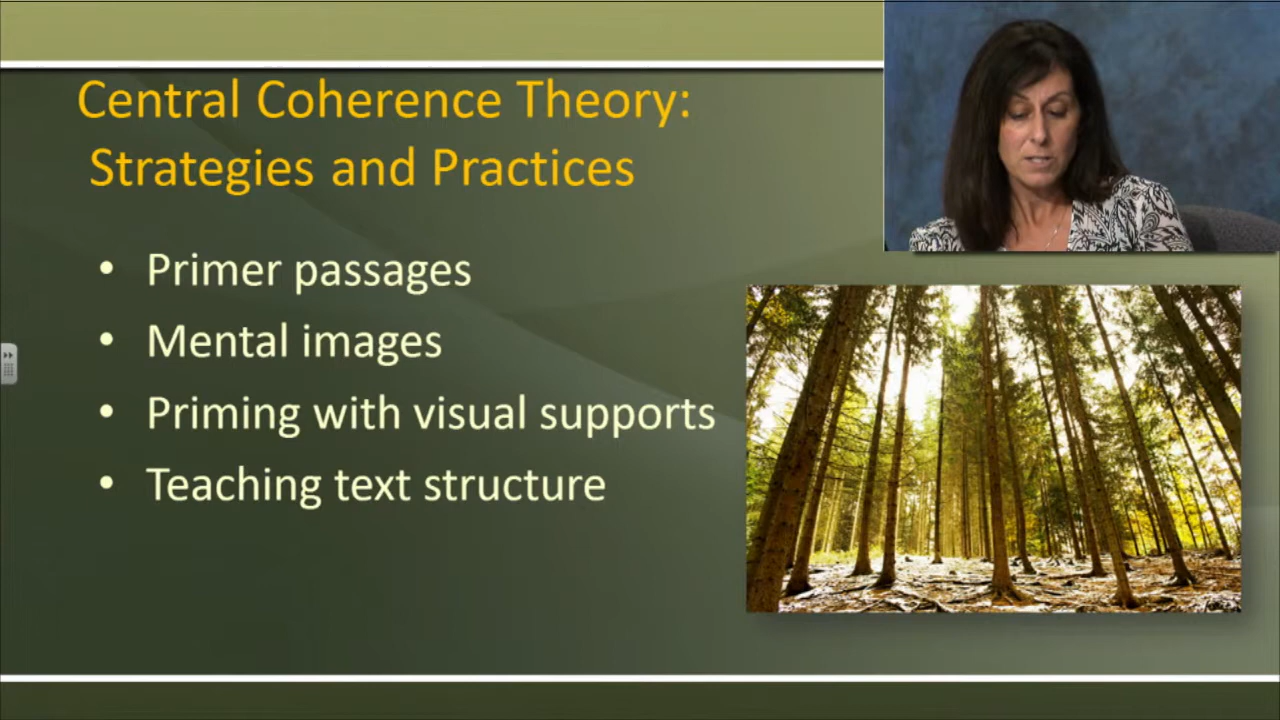 Central Coherence Theory:
Strategies and Practices
• Primer passages
• Mental images
• Priming with visual supports
• Teaching text structure